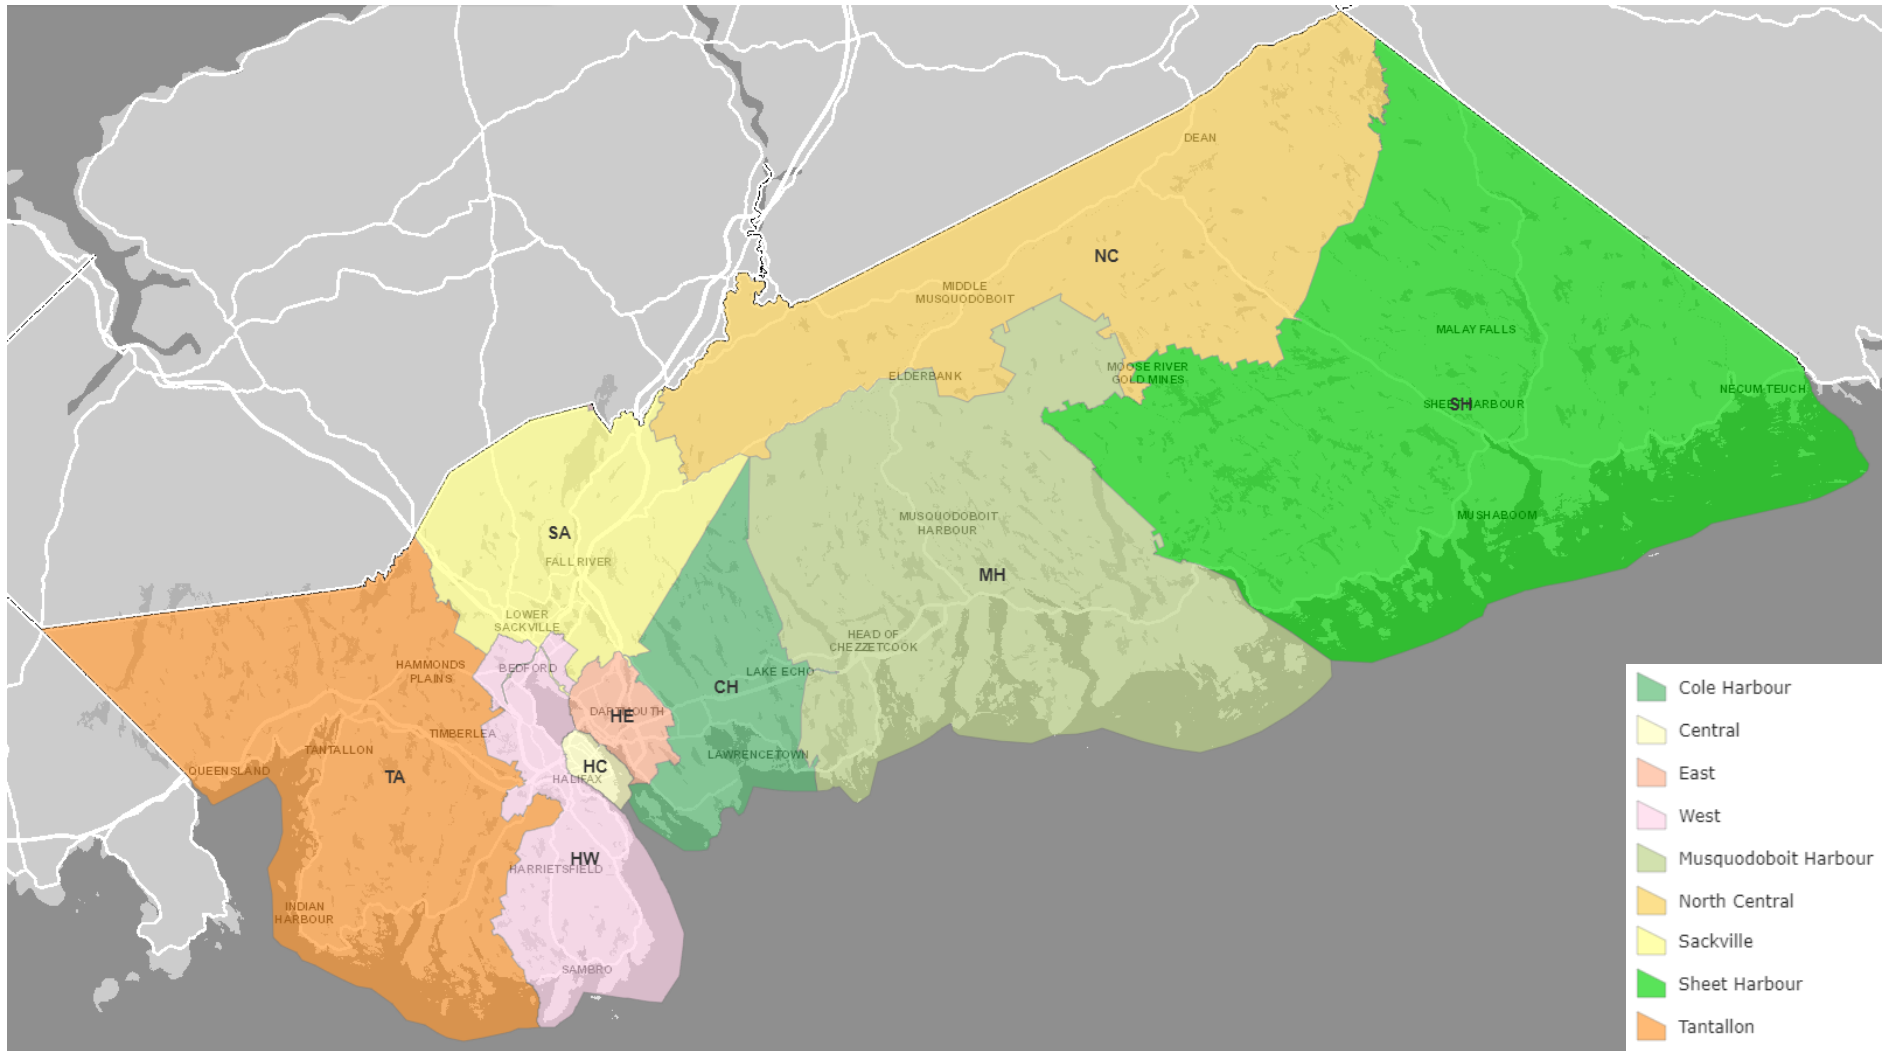 DEAN
NC
MIDDLE
MUSQUODOBOIT
MALAY FALLS
MOOSE RIVER
GOLD MINES
ELDERBANK
NECUM TEUCH
SHEET HARBOUR
SH
MUSQUODOBOIT
HARBOUR
MUSHABOOM
SA
FALL RIVER
MH
LOWER
SACKVILLE
HEAD OF
CHEZZETCOOK
BEDFORD
HAMMONDS
PLAINS
LAKE ECHO
CH
DARTMOUTH
HE
TIMBERLEA
TANTALLON
LAWRENCETOWN
QUEENSLAND
TA
HC
HALIFAX
HW
HARRIETSFIELD
INDIAN
HARBOUR
SAMBRO
Cole Harbour
Central
East
West
Musquodoboit Harbour
North Central
Sackville
Sheet Harbour
Tantallon